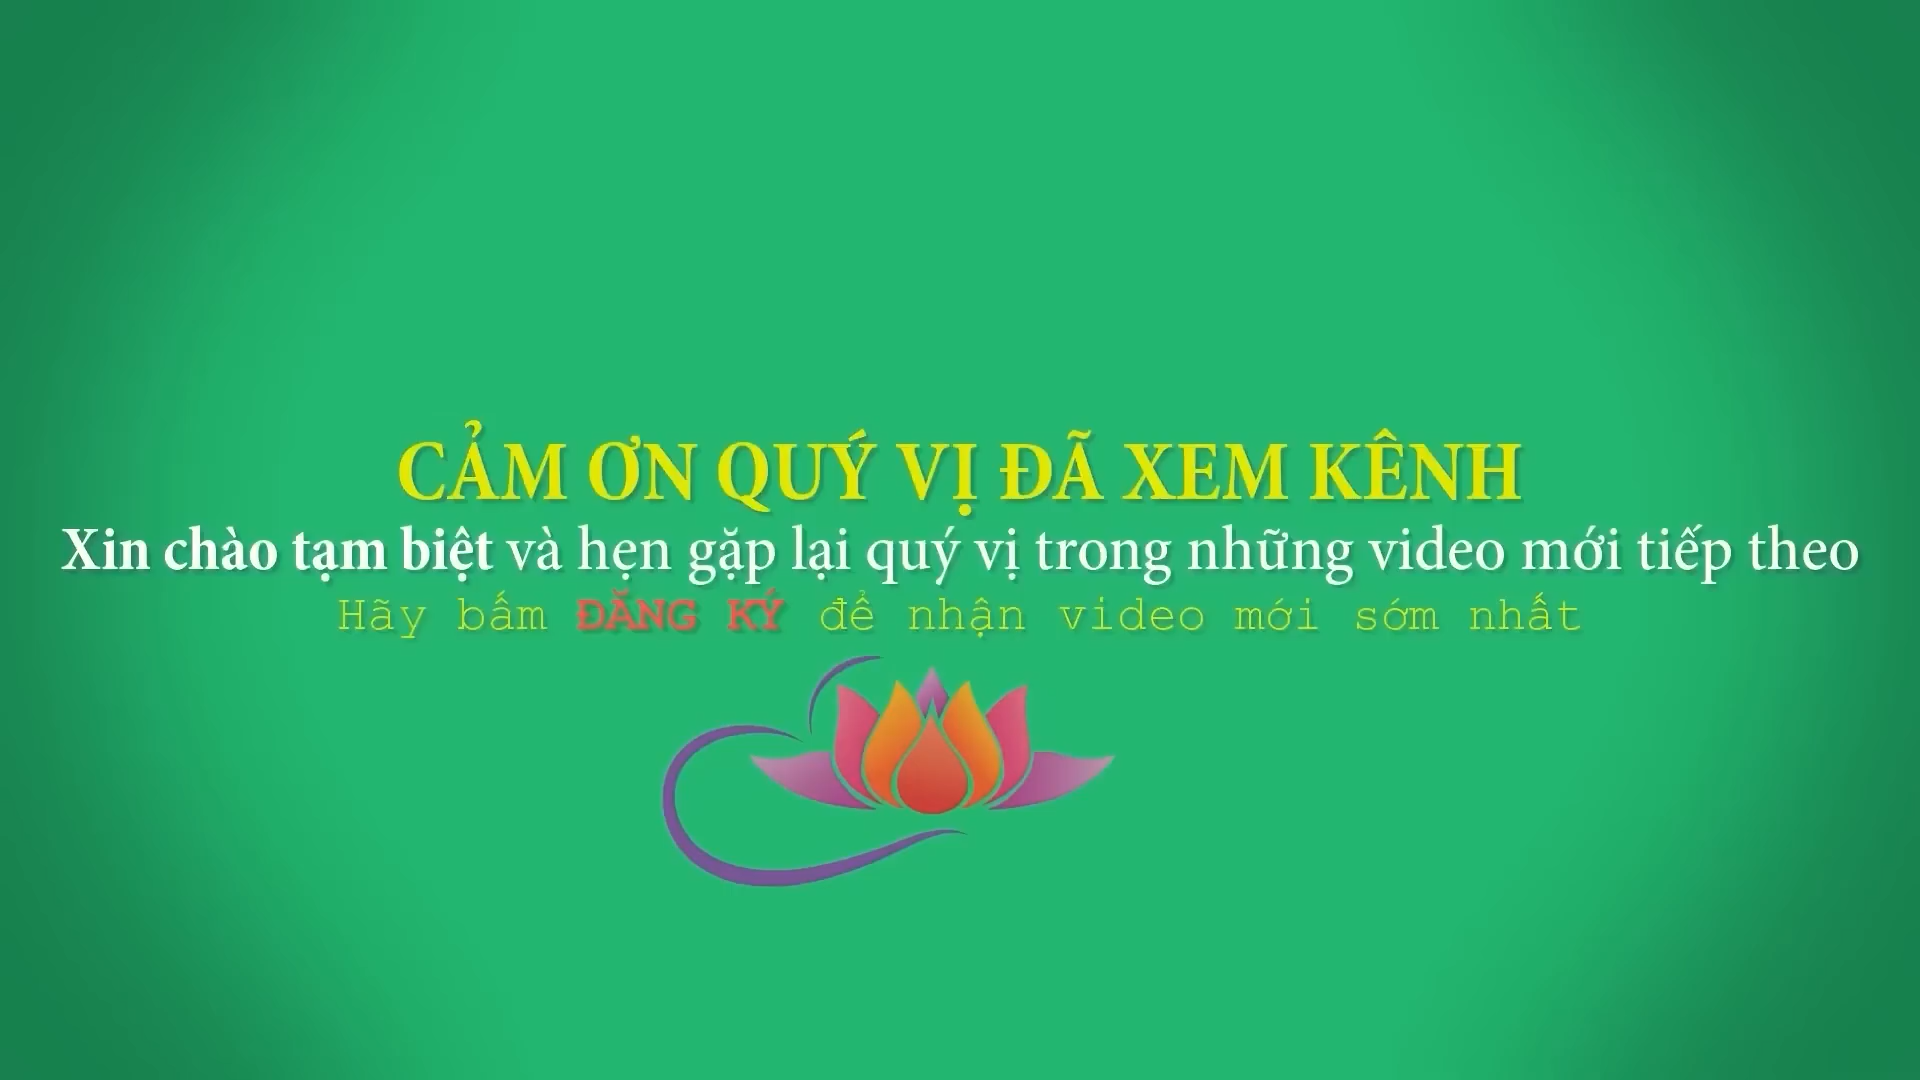 CẢM ƠN QUÝ VỊ ĐÃ XEM KÊNH
Xin chào tạm biệt và hẹn gặp lại quý vị trong những video mới tiếp theo
Hãy bấm ĐĂNG KÝ để nhận video mới sớm nhất